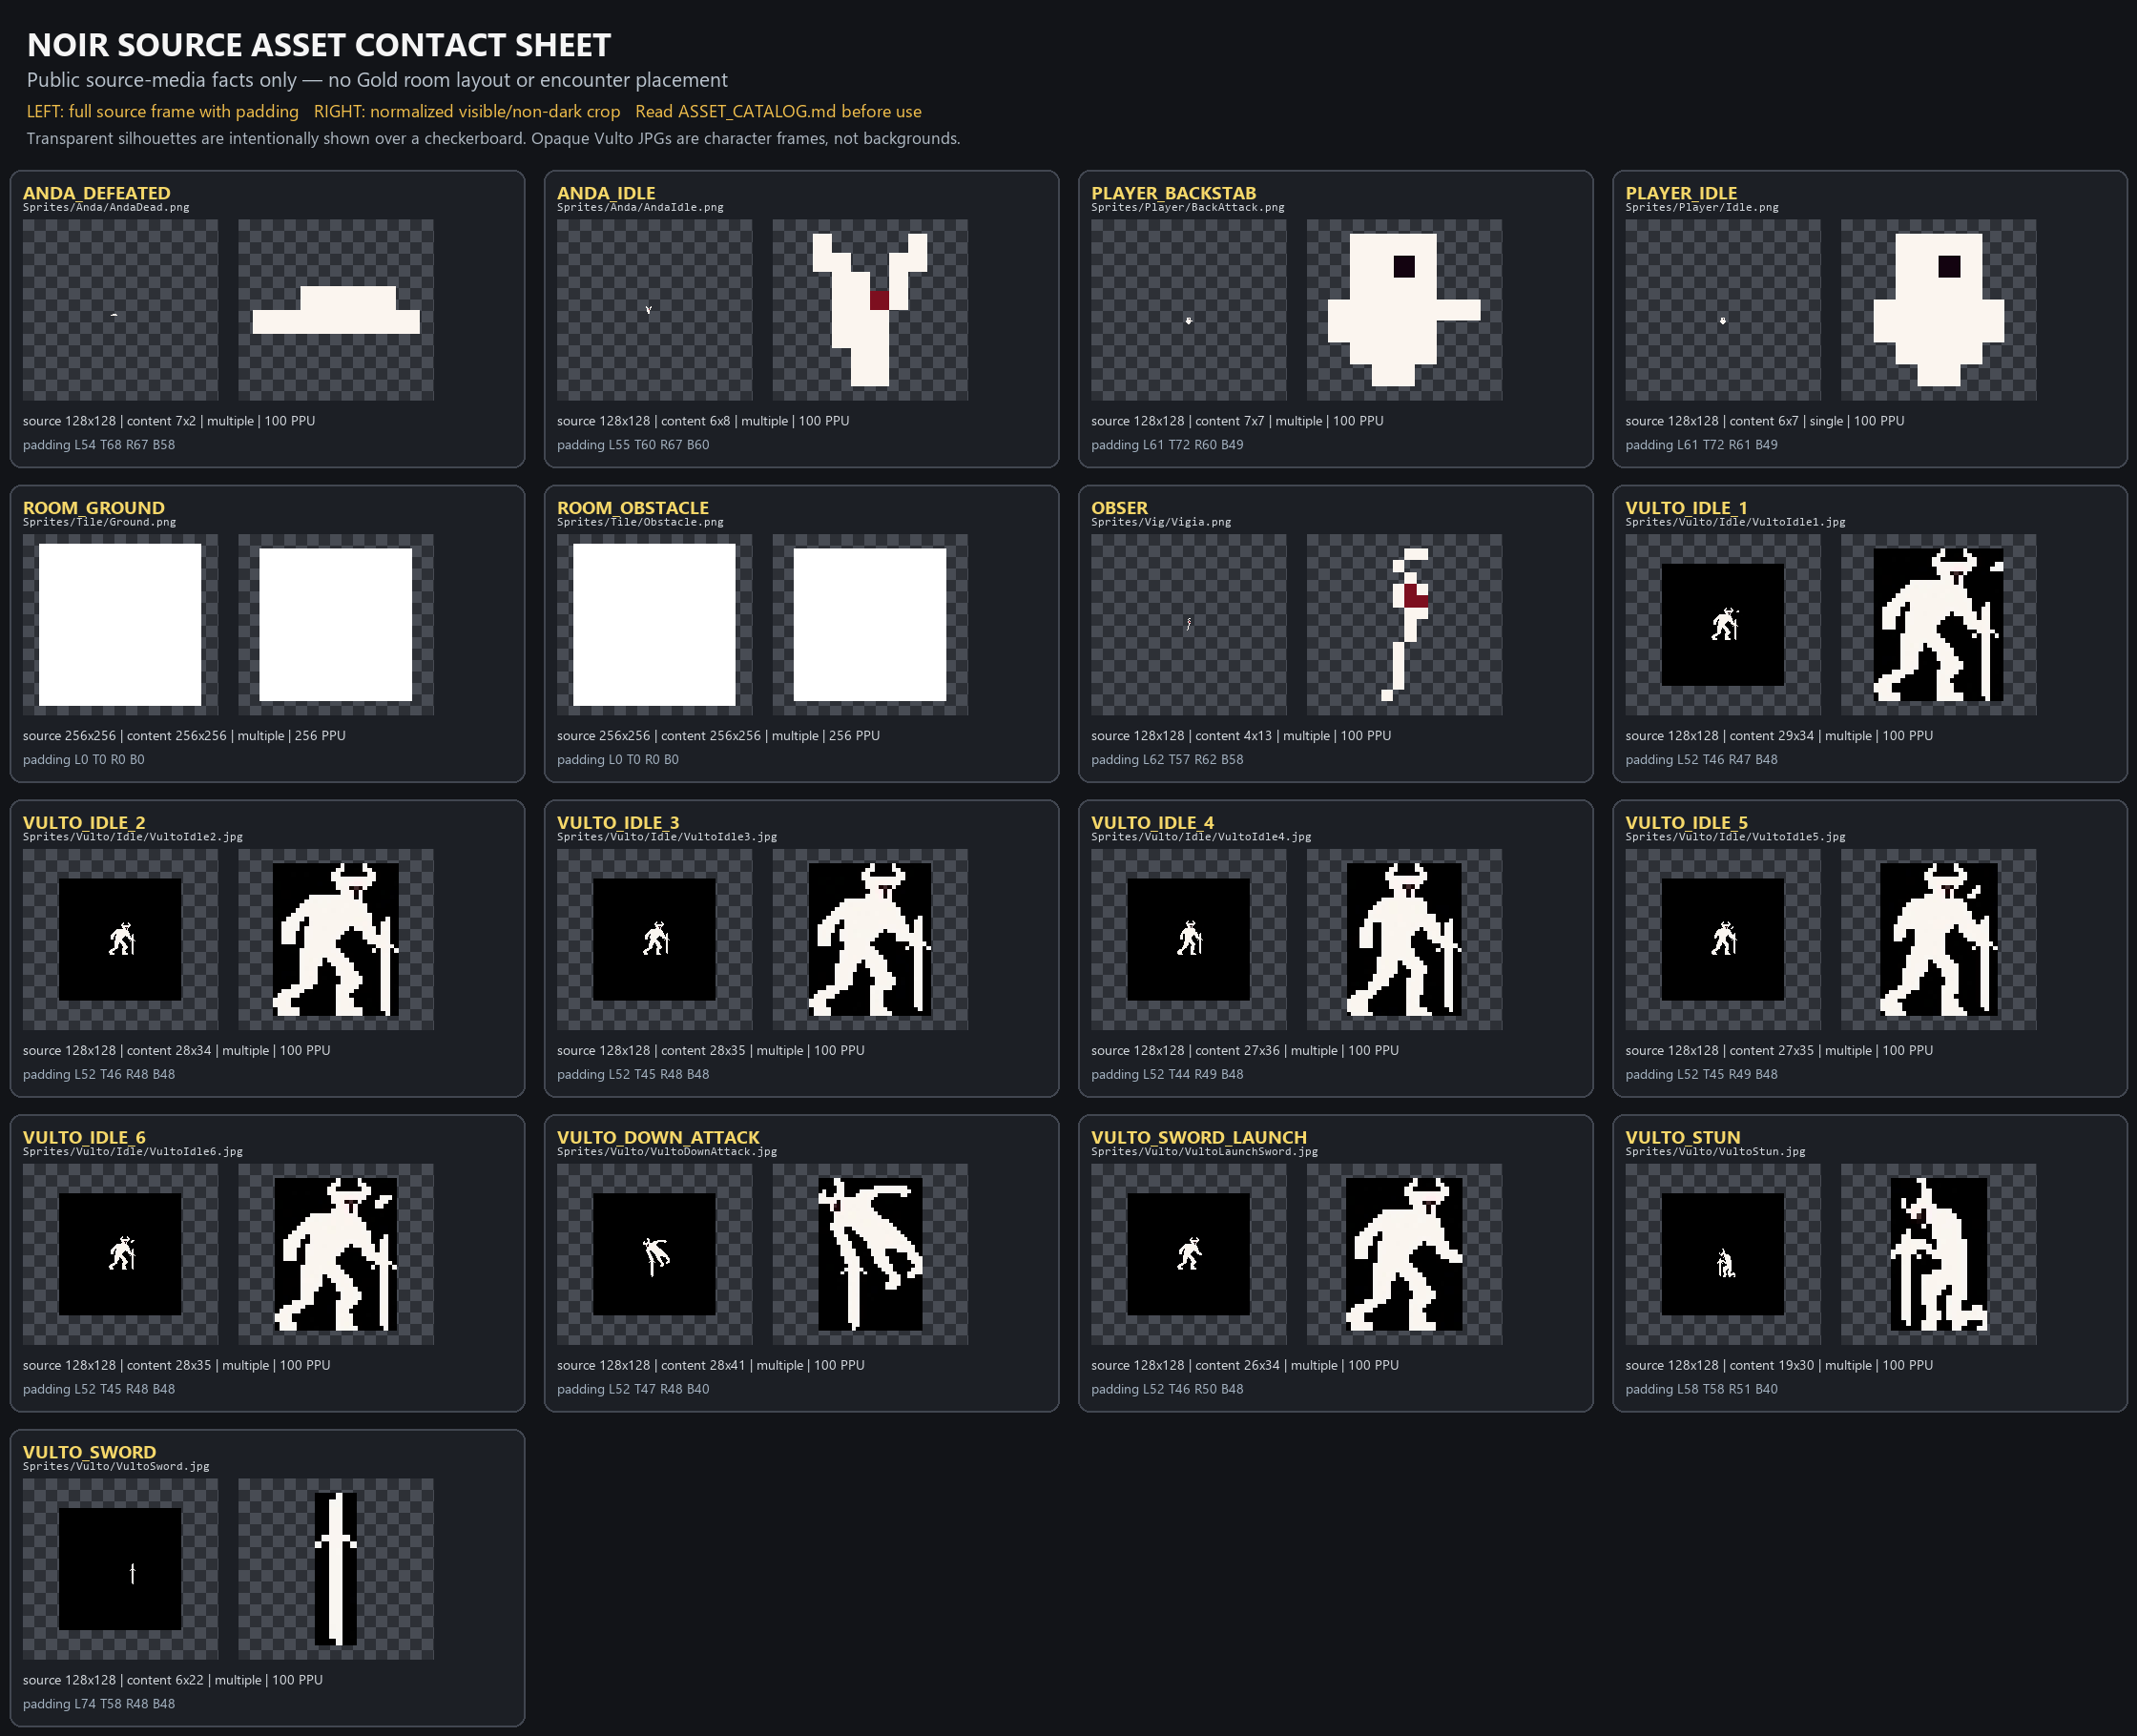 NOIR SOURCE ASSET CONTACT SHEET
Public source-media facts only — no Gold room layout or encounter placement
LEFT: full source frame with padding   RIGHT: normalized visible/non-dark crop   Read ASSET_CATALOG.md before use
Transparent silhouettes are intentionally shown over a checkerboard. Opaque Vulto JPGs are character frames, not backgrounds.
ANDA_DEFEATED
Sprites/Anda/AndaDead.png
source 128x128 | content 7x2 | multiple | 100 PPU
padding L54 T68 R67 B58
ANDA_IDLE
Sprites/Anda/AndaIdle.png
source 128x128 | content 6x8 | multiple | 100 PPU
padding L55 T60 R67 B60
PLAYER_BACKSTAB
Sprites/Player/BackAttack.png
source 128x128 | content 7x7 | multiple | 100 PPU
padding L61 T72 R60 B49
PLAYER_IDLE
Sprites/Player/Idle.png
source 128x128 | content 6x7 | single | 100 PPU
padding L61 T72 R61 B49
ROOM_GROUND
Sprites/Tile/Ground.png
source 256x256 | content 256x256 | multiple | 256 PPU
padding L0 T0 R0 B0
ROOM_OBSTACLE
Sprites/Tile/Obstacle.png
source 256x256 | content 256x256 | multiple | 256 PPU
padding L0 T0 R0 B0
OBSER
Sprites/Vig/Vigia.png
source 128x128 | content 4x13 | multiple | 100 PPU
padding L62 T57 R62 B58
VULTO_IDLE_1
Sprites/Vulto/Idle/VultoIdle1.jpg
source 128x128 | content 29x34 | multiple | 100 PPU
padding L52 T46 R47 B48
VULTO_IDLE_2
Sprites/Vulto/Idle/VultoIdle2.jpg
source 128x128 | content 28x34 | multiple | 100 PPU
padding L52 T46 R48 B48
VULTO_IDLE_3
Sprites/Vulto/Idle/VultoIdle3.jpg
source 128x128 | content 28x35 | multiple | 100 PPU
padding L52 T45 R48 B48
VULTO_IDLE_4
Sprites/Vulto/Idle/VultoIdle4.jpg
source 128x128 | content 27x36 | multiple | 100 PPU
padding L52 T44 R49 B48
VULTO_IDLE_5
Sprites/Vulto/Idle/VultoIdle5.jpg
source 128x128 | content 27x35 | multiple | 100 PPU
padding L52 T45 R49 B48
VULTO_IDLE_6
Sprites/Vulto/Idle/VultoIdle6.jpg
source 128x128 | content 28x35 | multiple | 100 PPU
padding L52 T45 R48 B48
VULTO_DOWN_ATTACK
Sprites/Vulto/VultoDownAttack.jpg
source 128x128 | content 28x41 | multiple | 100 PPU
padding L52 T47 R48 B40
VULTO_SWORD_LAUNCH
Sprites/Vulto/VultoLaunchSword.jpg
source 128x128 | content 26x34 | multiple | 100 PPU
padding L52 T46 R50 B48
VULTO_STUN
Sprites/Vulto/VultoStun.jpg
source 128x128 | content 19x30 | multiple | 100 PPU
padding L58 T58 R51 B40
VULTO_SWORD
Sprites/Vulto/VultoSword.jpg
source 128x128 | content 6x22 | multiple | 100 PPU
padding L74 T58 R48 B48